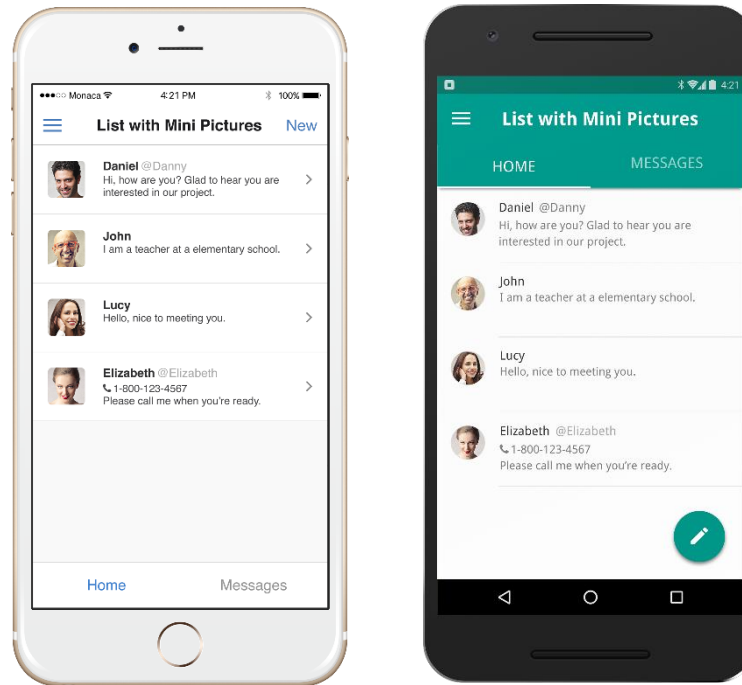 Monaca 4:21 PM 100%
List with Mini Pictures New
Daniel @Danny
Hi, how are you? Glad to hear you are
interested in our project.
John
I am a teacher at a elementary school.
Lucy
Hello, nice to meeting you.
Elizabeth @Elizabeth
1-800-123-4567
Please call me when you're ready.
Home Messages
4:21
List with Mini Pictures
HOME MESSAGES
Daniel @Danny
Hi, how are you? Glad to hear you are
interested in our project.
John
I am a teacher at a elementary school.
Lucy
Hello, nice to meeting you.
Elizabeth @Elizabeth
1-800-123-4567
Please call me when you're ready.